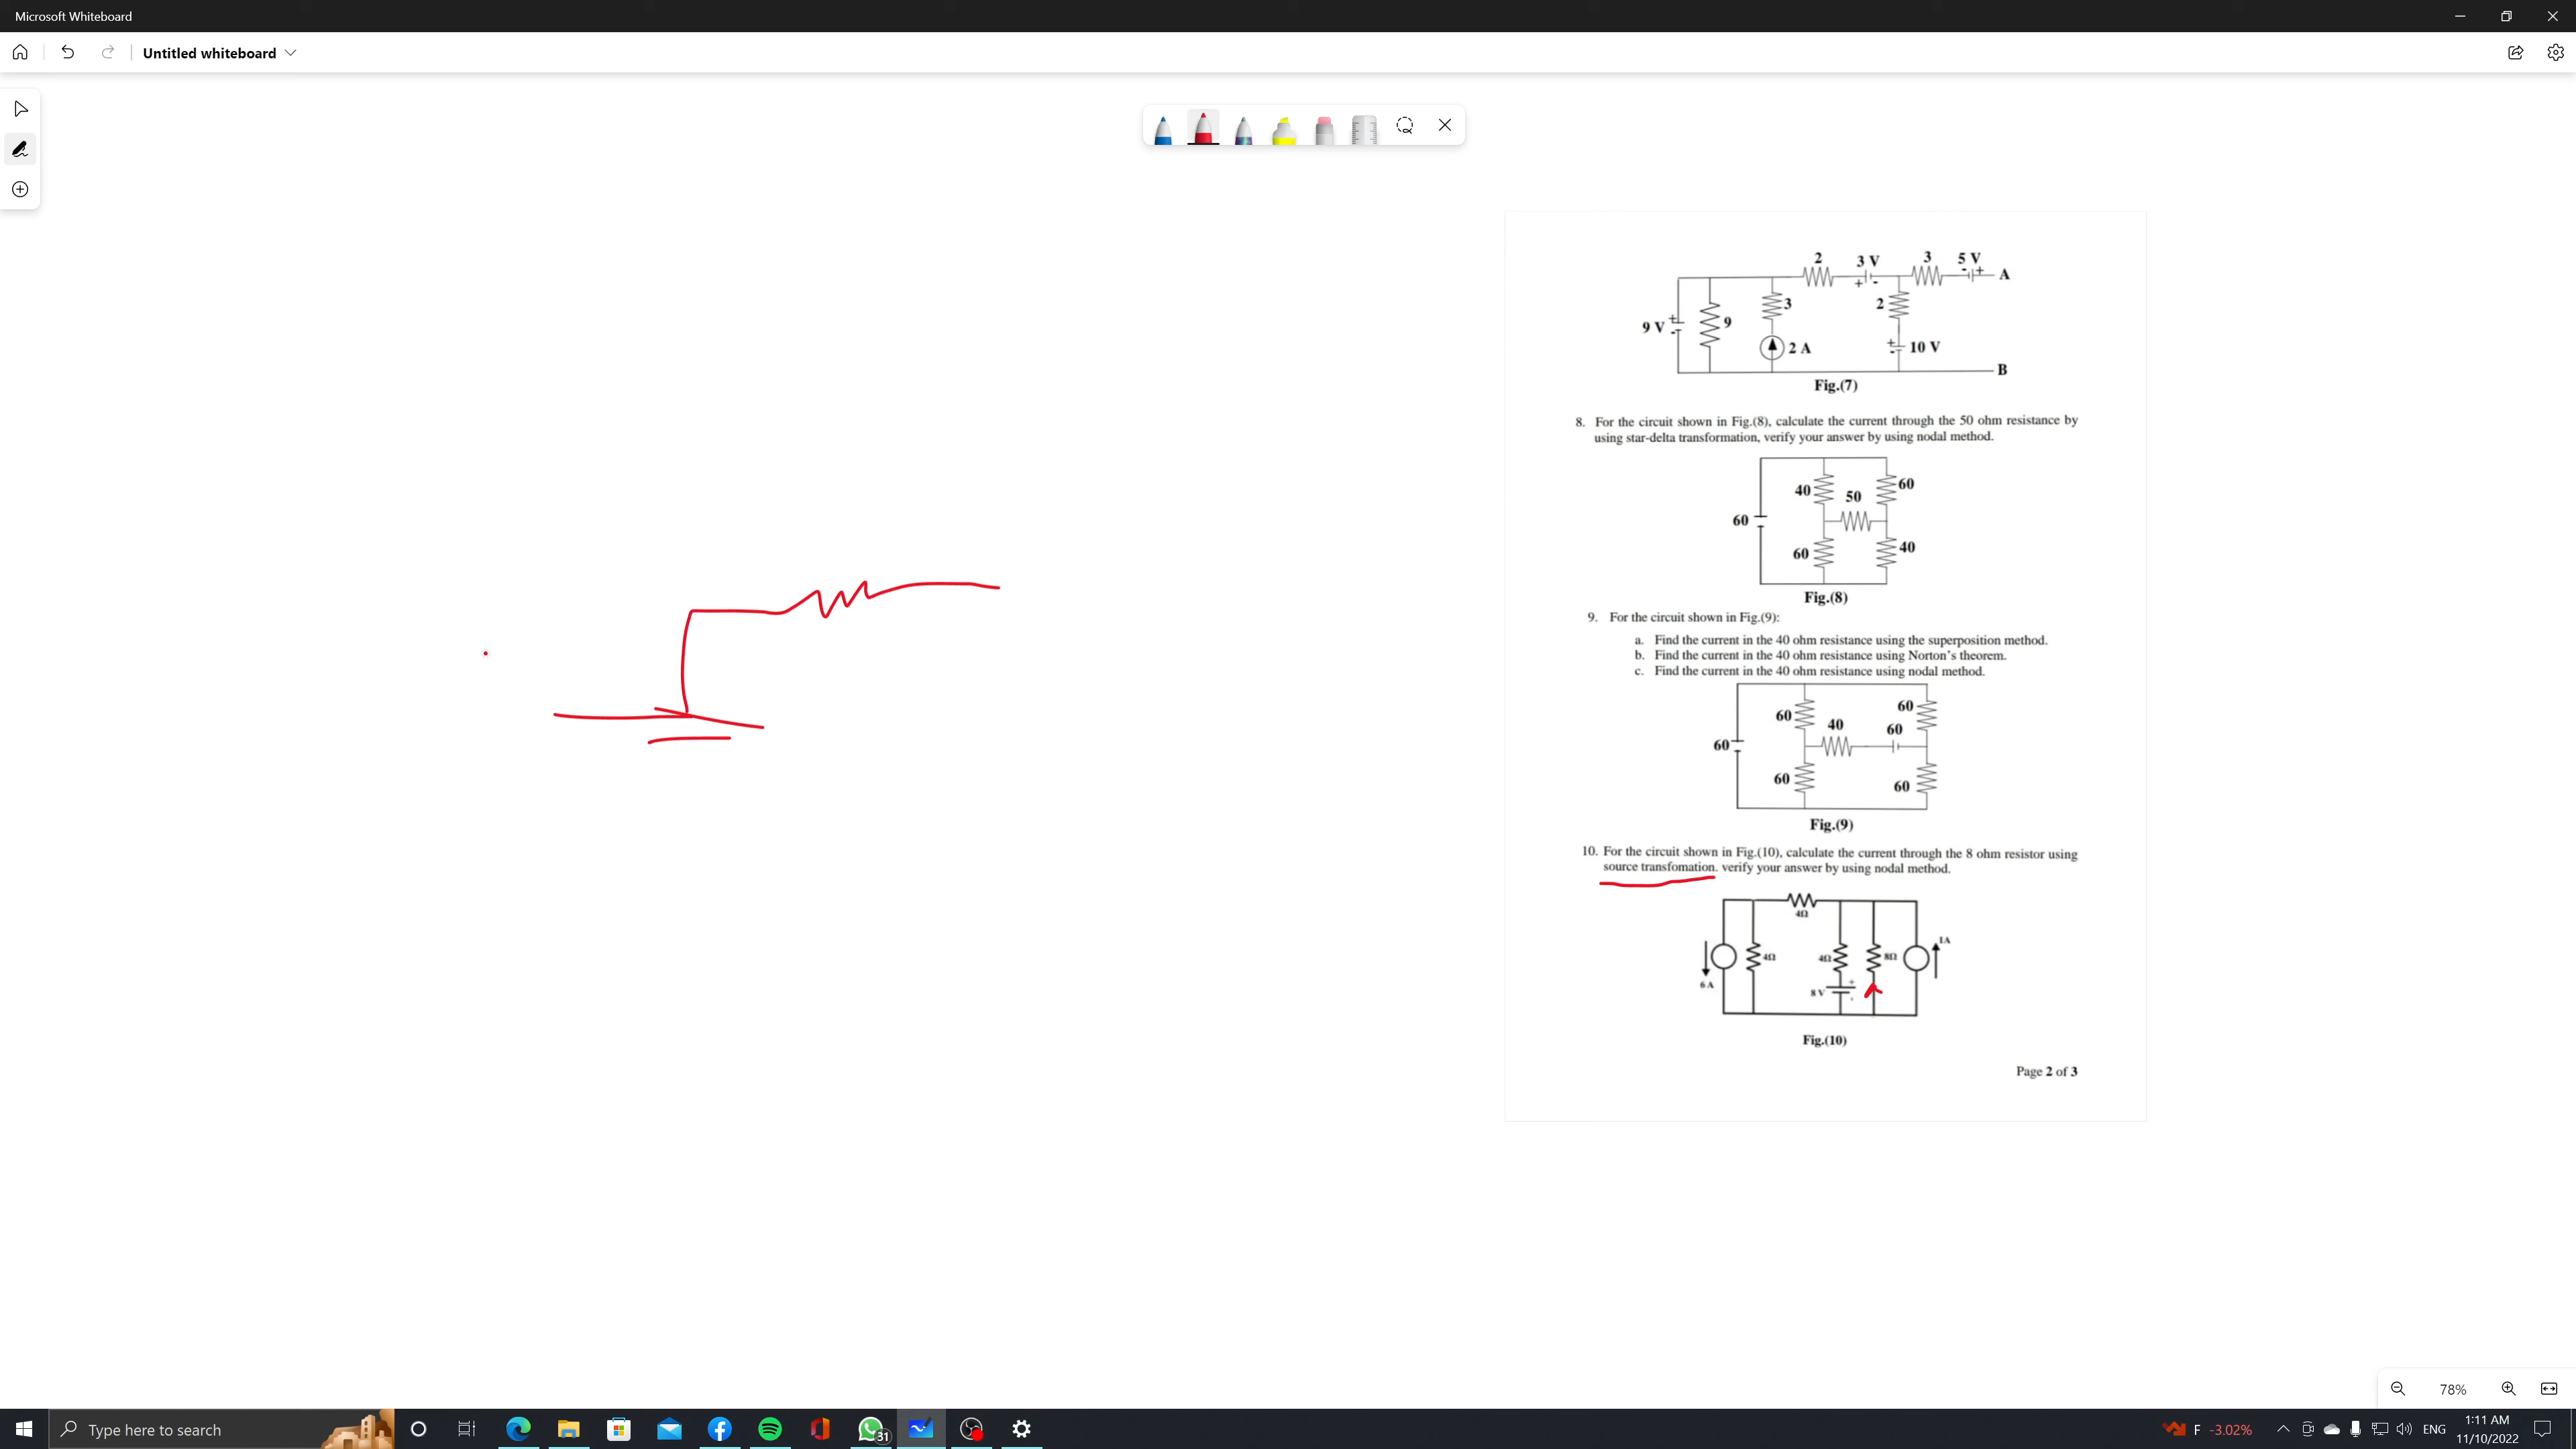 Microsoft Whiteboard
Untitled whiteboard
2 3 V 3 5 V
+ - - + A
3 2
9 V + - 9
2 A + - 10 V
B
Fig.(7)
8. For the circuit shown in Fig.(8), calculate the current through the 50 ohm resistance by
using star-delta transformation, verify your answer by using nodal method.
60
40 50
60
60 40
Fig.(8)
9. For the circuit shown in Fig.(9):
a. Find the current in the 40 ohm resistance using the superposition method.
b. Find the current in the 40 ohm resistance using Norton's theorem.
c. Find the current in the 40 ohm resistance using nodal method.
60
60 40 60
60
60 60
Fig.(9)
10. For the circuit shown in Fig.(10), calculate the current through the 8 ohm resistor using
source transfomation. verify your answer by using nodal method.
4Ω
1A
4Ω 4Ω 8Ω
6 A 8 V + -
Fig.(10)
Page 2 of 3
78%
Type here to search
31
F -3.02%
ENG
1:11 AM
11/10/2022